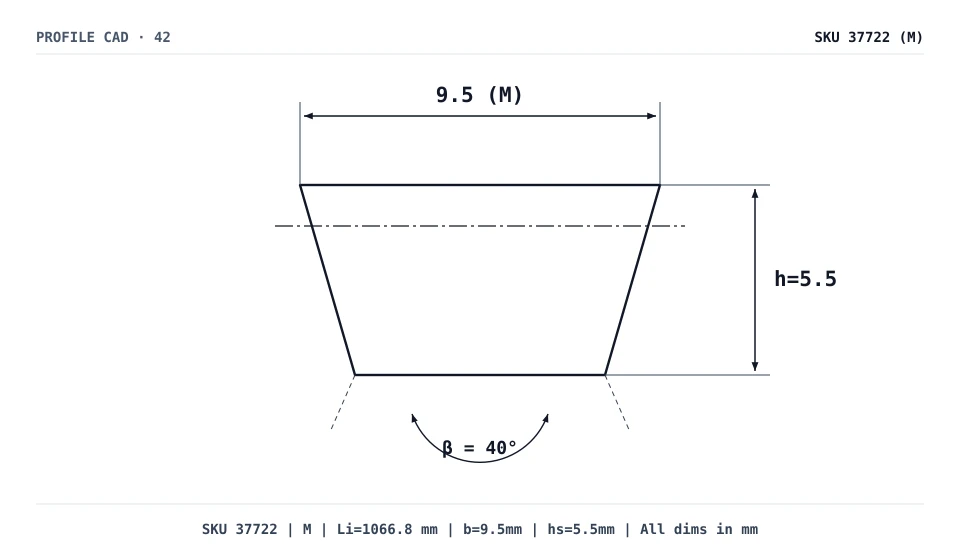 PROFILE CAD · 42
SKU 37722 (M)
9.5 (M)
h=5.5
β = 40°
SKU 37722 | M | Li=1066.8 mm | b=9.5mm | hs=5.5mm | All dims in mm